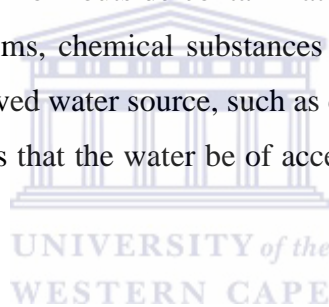 ms, chemical substances
ved water source, such as
s that the water be of acce
UNIVERSITY of the
WESTERN CAPE